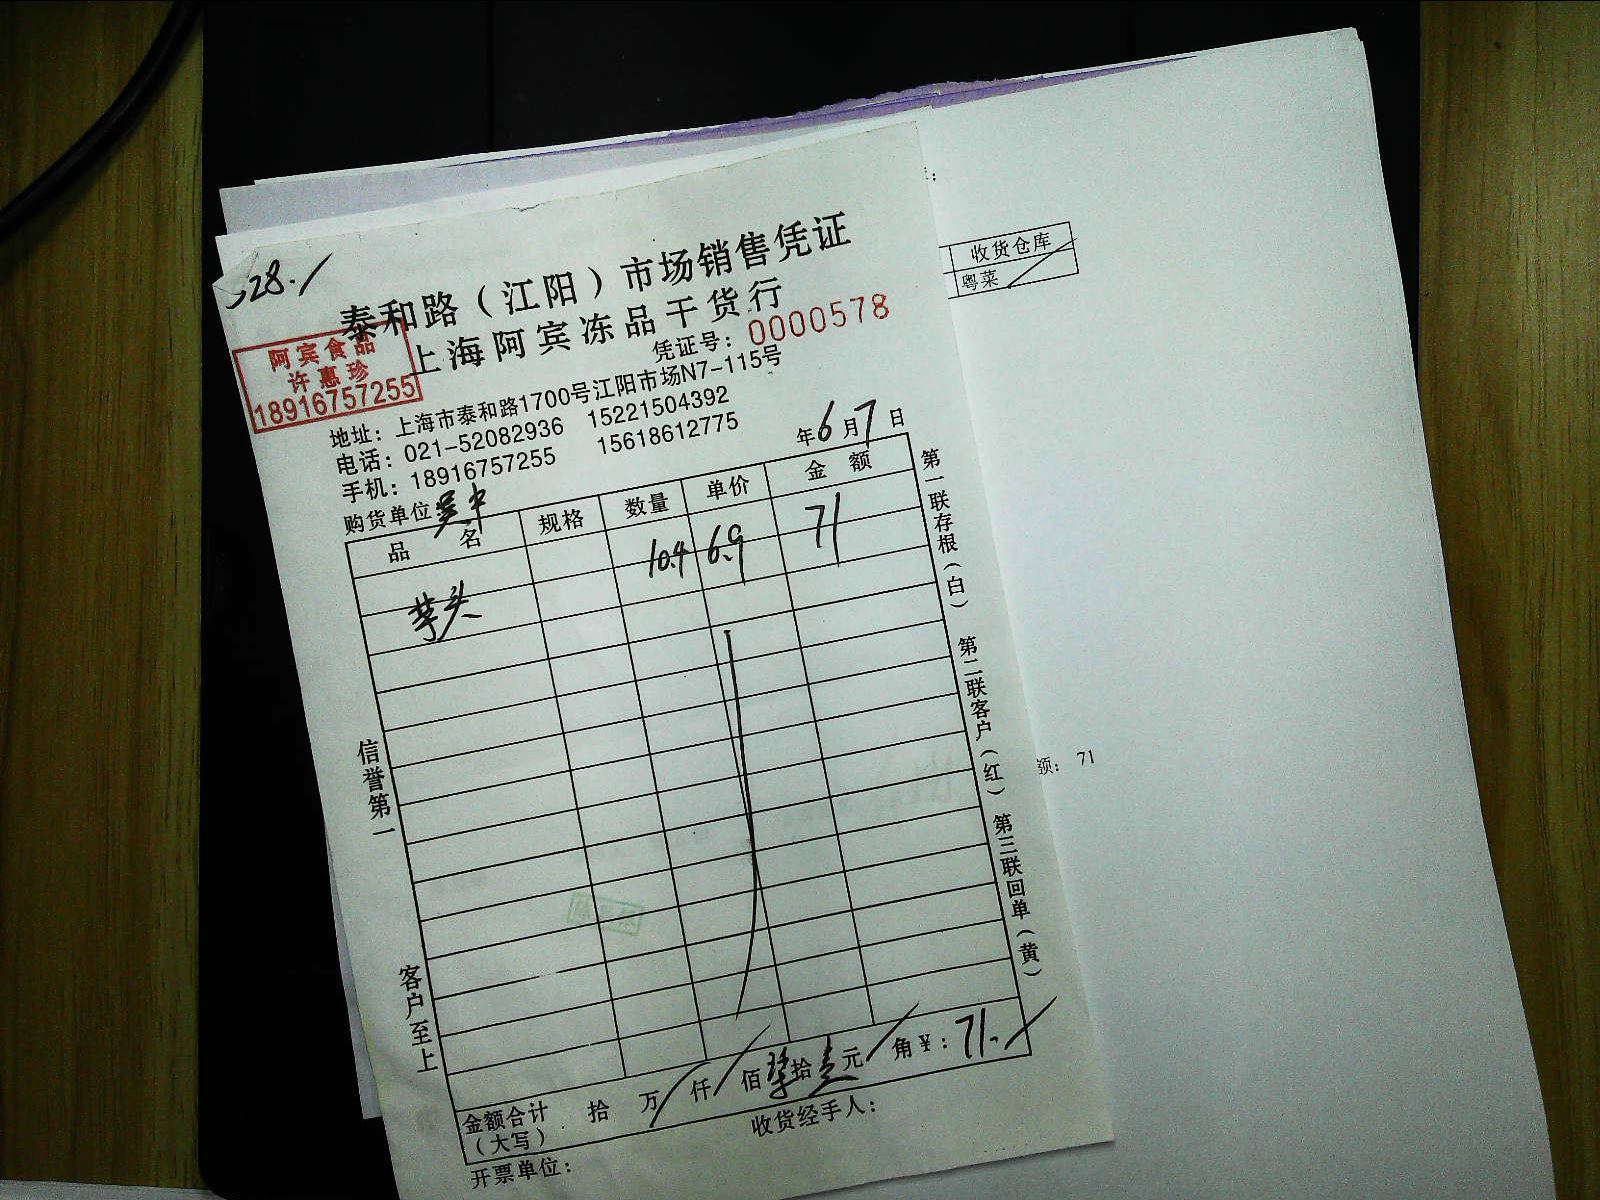 28.
泰和路（江阳）市场销售凭证
上海阿宾冻品干货行
凭证号：0000578
阿宾食品
许惠珍
18916757255
地址：上海市泰和路1700号江阳市场N7-115号
电话：021-52082936 15221504392
手机：18916757255 15618612775
年6月7日
购货单位 吴中
品名 规格 数量 单价 金额
芋头 10.4 6.9 71
金额合计（大写） 拾 万 仟 佰 柒拾壹元 角 ¥：71.
开票单位：
收货经手人：
信誉第一
客户至上
第一联存根（白）
第二联客户（红）
第三联回单（黄）
收货仓库
粤菜
额： 71